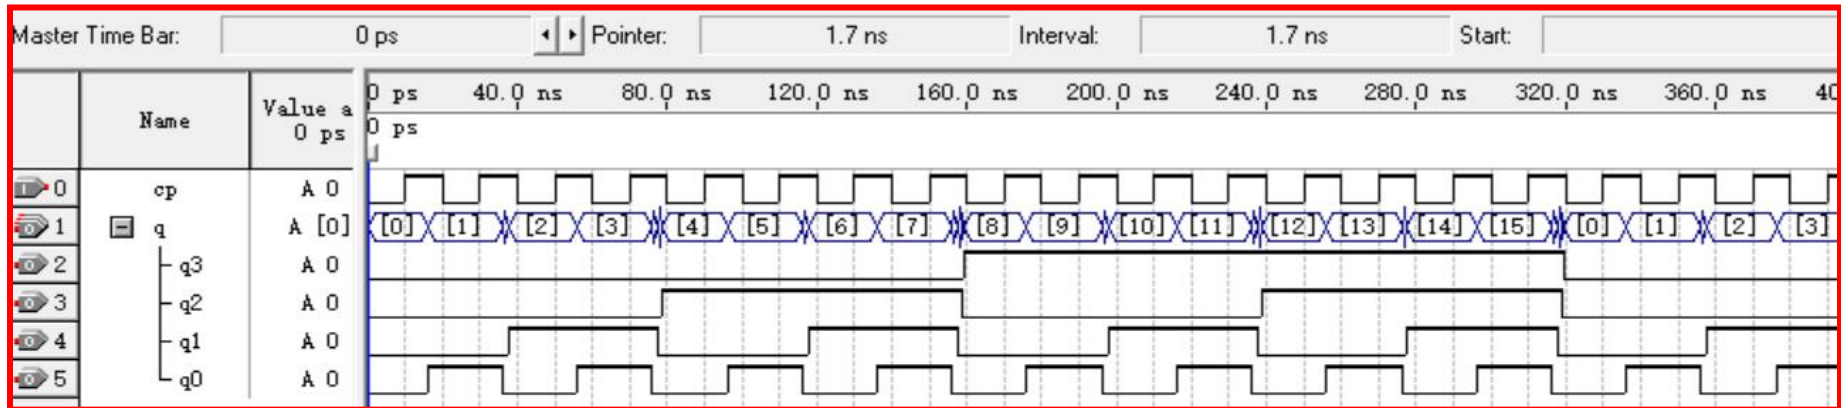 Master Time Bar: 0 ps Pointer: 1.7 ns Interval: 1.7 ns Start:
Name Value a 0 ps
0 ps 40.0 ns 80.0 ns 120.0 ns 160.0 ns 200.0 ns 240.0 ns 280.0 ns 320.0 ns 360.0 ns 40
0 ps
0 cp A 0
1 q A [0] [0] [1] [2] [3] [4] [5] [6] [7] [8] [9] [10] [11] [12] [13] [14] [15] [0] [1] [2] [3]
2 q3 A 0
3 q2 A 0
4 q1 A 0
5 q0 A 0